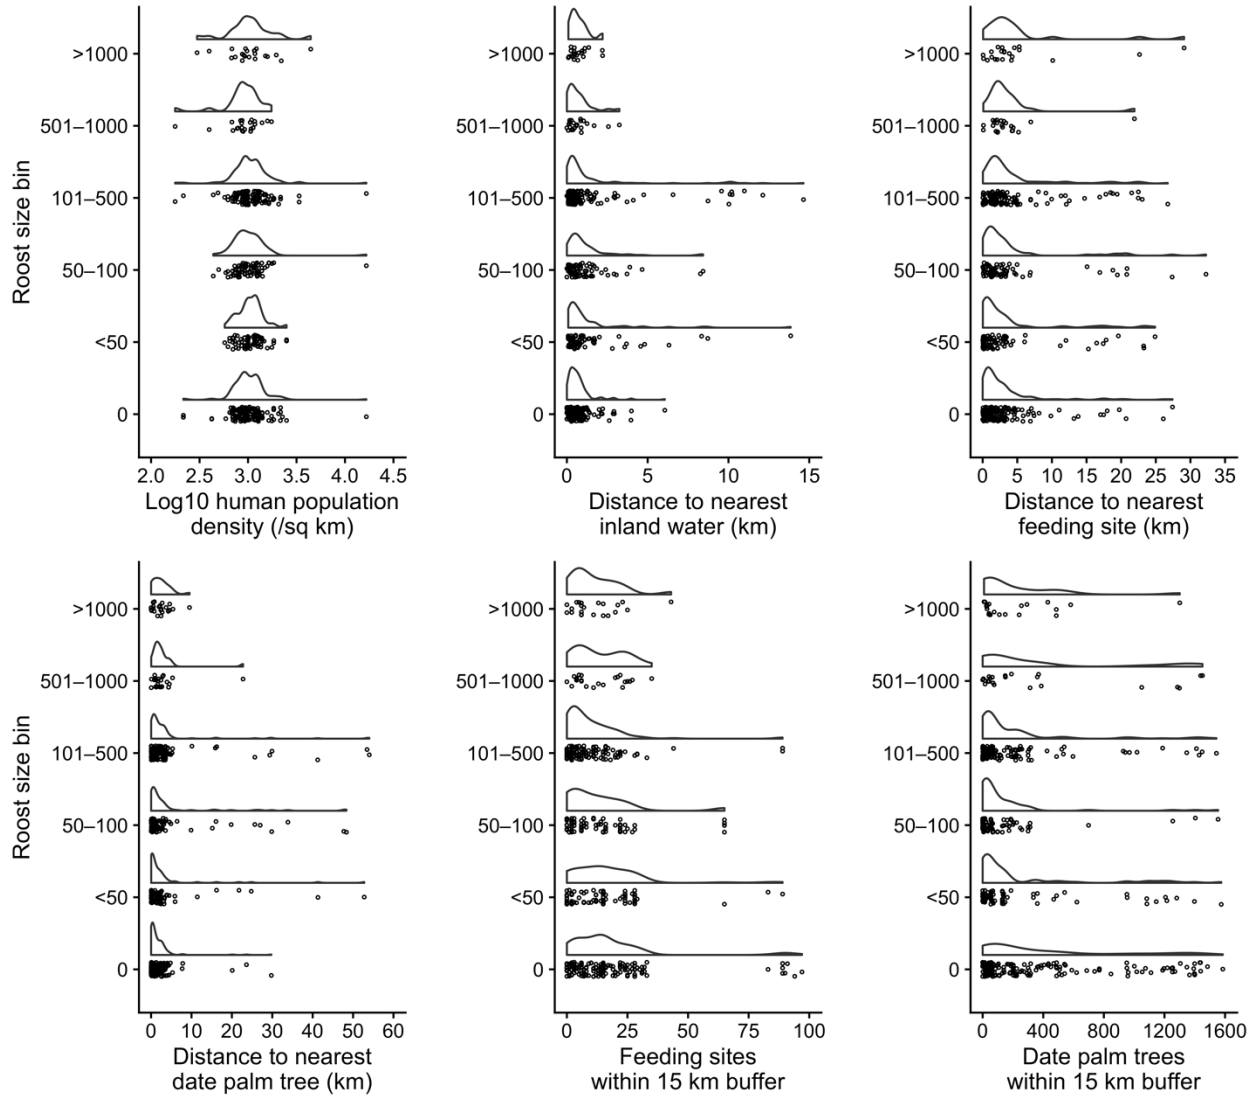 Roost size bin
>1000
501–1000
101–500
50–100
<50
0
2.0 2.5 3.0 3.5 4.0 4.5
Log10 human population
density (/sq km)
>1000
501–1000
101–500
50–100
<50
0
0 5 10 15
Distance to nearest
inland water (km)
>1000
501–1000
101–500
50–100
<50
0
0 5 10 15 20 25 30 35
Distance to nearest
feeding site (km)
Roost size bin
>1000
501–1000
101–500
50–100
<50
0
0 10 20 30 40 50 60
Distance to nearest
date palm tree (km)
>1000
501–1000
101–500
50–100
<50
0
0 25 50 75 100
Feeding sites
within 15 km buffer
>1000
501–1000
101–500
50–100
<50
0
0 400 800 1200 1600
Date palm trees
within 15 km buffer